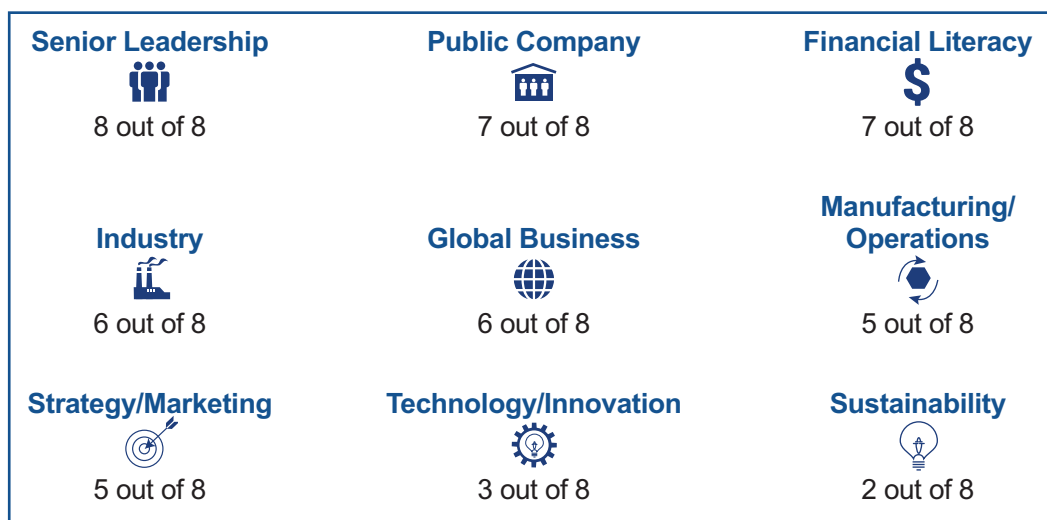 Senior Leadership
8 out of 8
Public Company
7 out of 8
Financial Literacy
7 out of 8
Industry
6 out of 8
Global Business
6 out of 8
Manufacturing/
Operations
5 out of 8
Strategy/Marketing
5 out of 8
Technology/Innovation
3 out of 8
Sustainability
2 out of 8